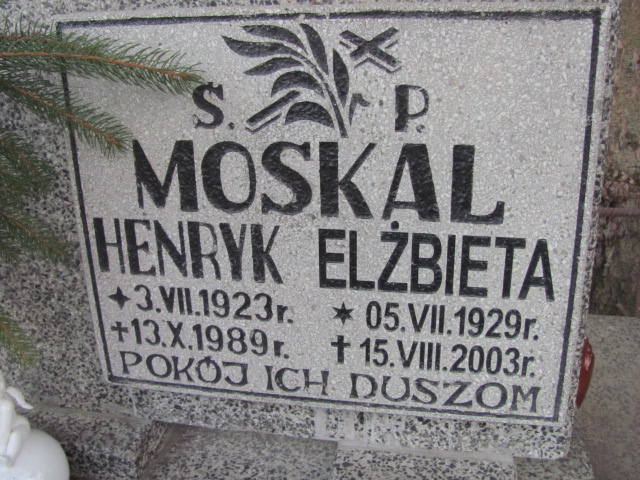 S. P.
MOSKAL
HENRYK ELŻBIETA
3.VII.1923r. 05.VII.1929r.
13.X.1989r. 15.VIII.2003r.
POKÓJ ICH DUSZOM